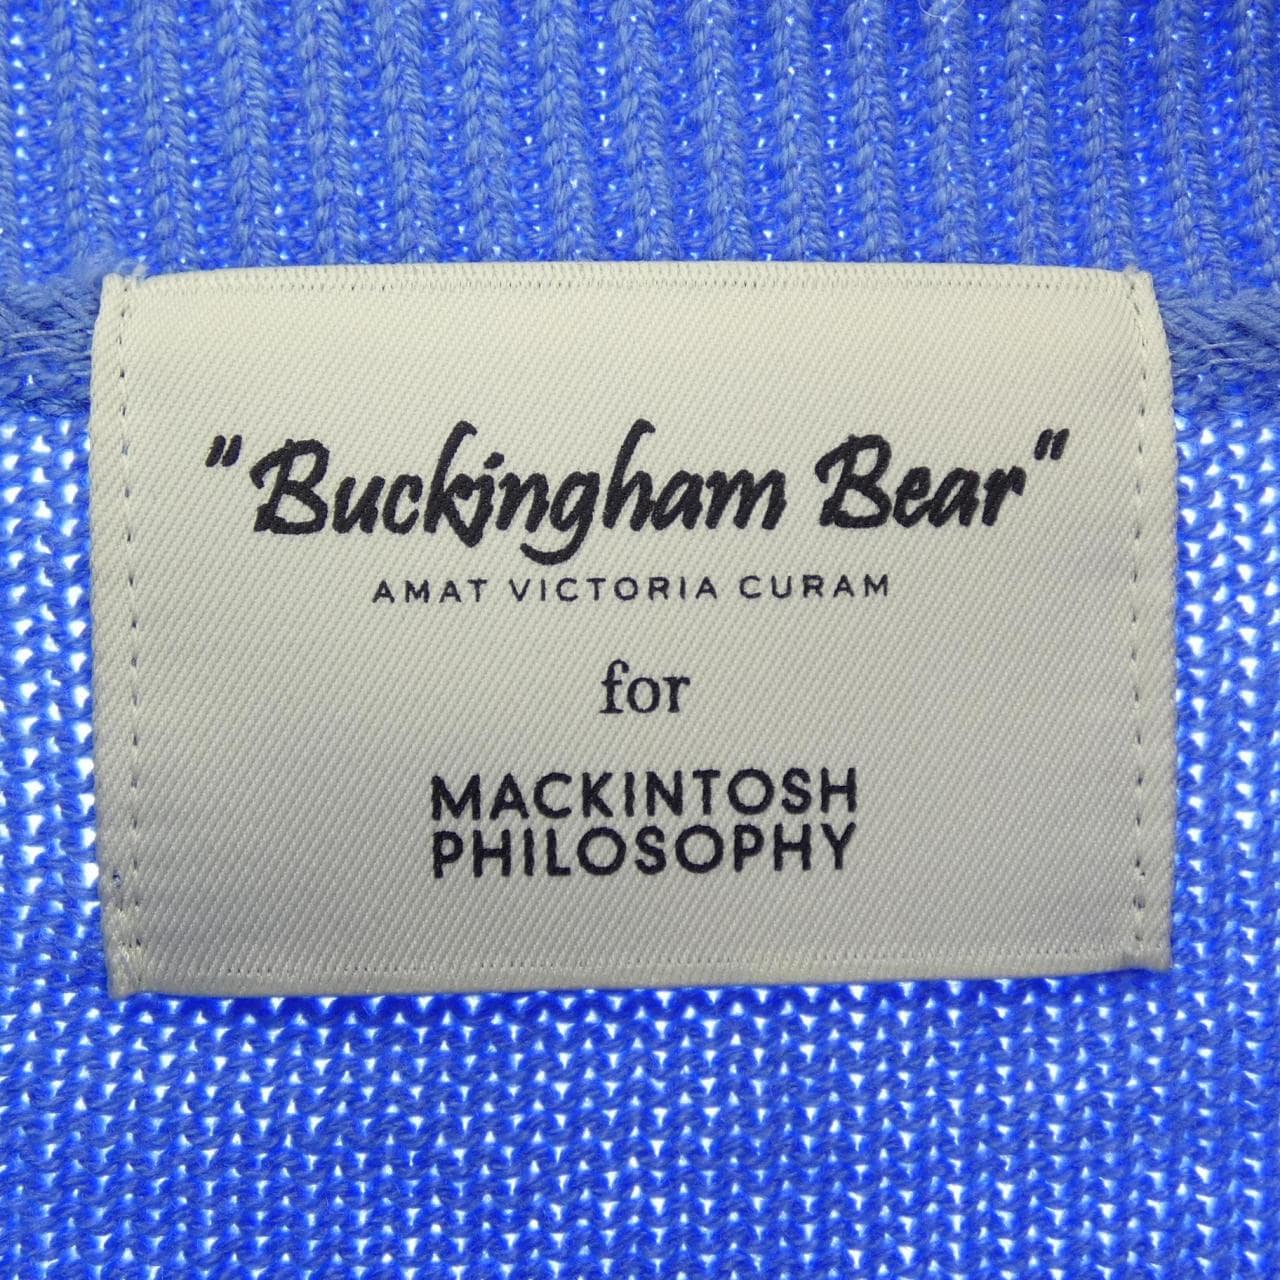 "Buckingham Bear"
AMAT VICTORIA CURAM
for
MACKINTOSH
PHILOSOPHY